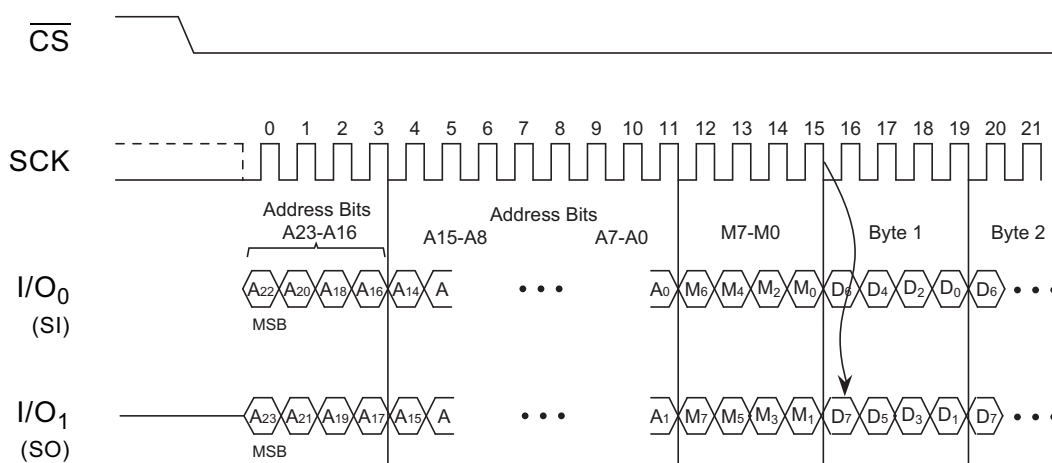 CS
0 1 2 3 4 5 6 7 8 9 10 11 12 13 14 15 16 17 18 19 20 21
SCK
Address Bits
A23-A16
Address Bits
A15-A8 A7-A0 M7-M0 Byte 1 Byte 2
I/O0 A22 A20 A18 A16 A14 A • • • A0 M6 M4 M2 M0 D6 D4 D2 D0 D6 • • •
(SI) MSB
I/O1 A23 A21 A19 A17 A15 A • • • A1 M7 M5 M3 M1 D7 D5 D3 D1 D7 • • •
(SO) MSB